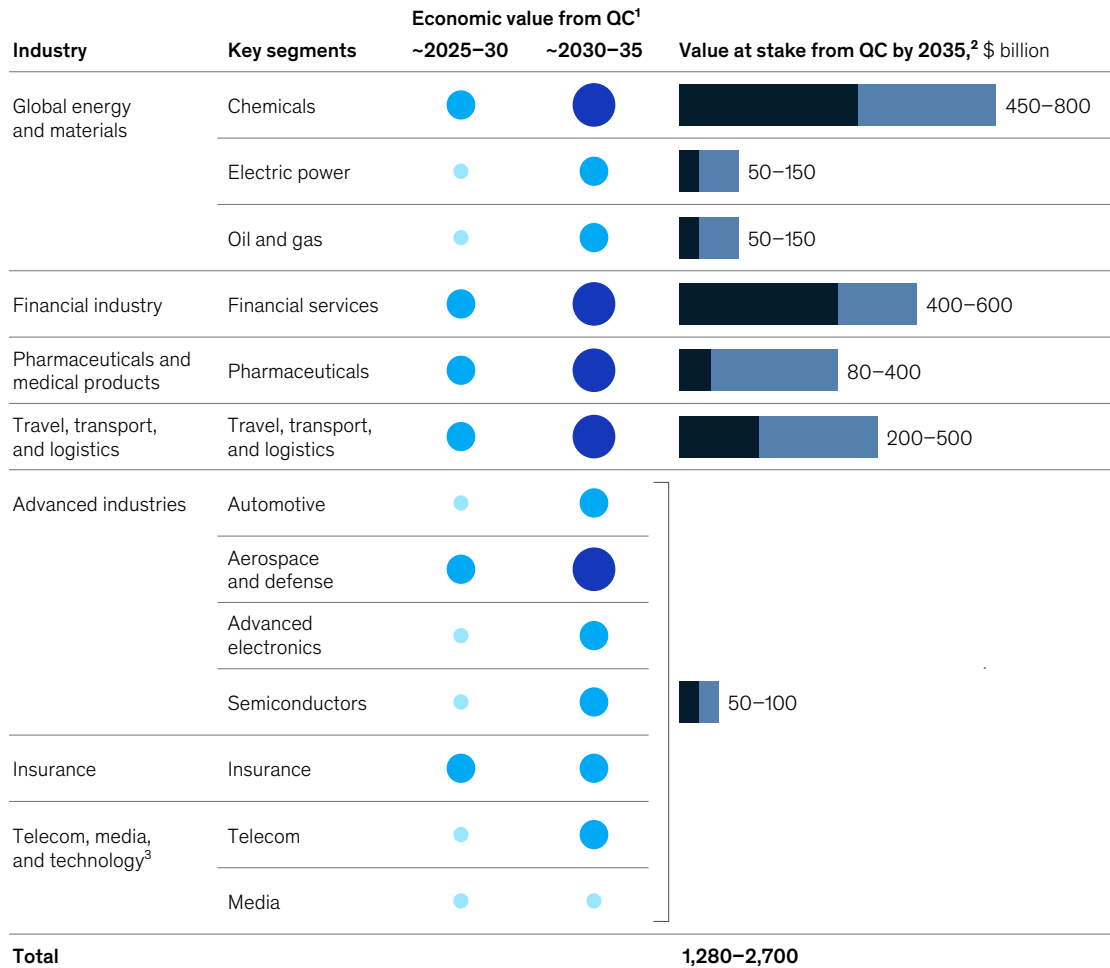 Economic value from QC1
Industry
Key segments
~2025–30
~2030–35
Value at stake from QC by 2035,2 $ billion
Global energy
and materials
Chemicals
450–800
Electric power
50–150
Oil and gas
50–150
Financial industry
Financial services
400–600
Pharmaceuticals and
medical products
Pharmaceuticals
80–400
Travel, transport,
and logistics
Travel, transport,
and logistics
200–500
Advanced industries
Automotive
Aerospace
and defense
Advanced
electronics
Semiconductors
50–100
Insurance
Insurance
Telecom, media,
and technology3
Telecom
Media
Total
1,280–2,700